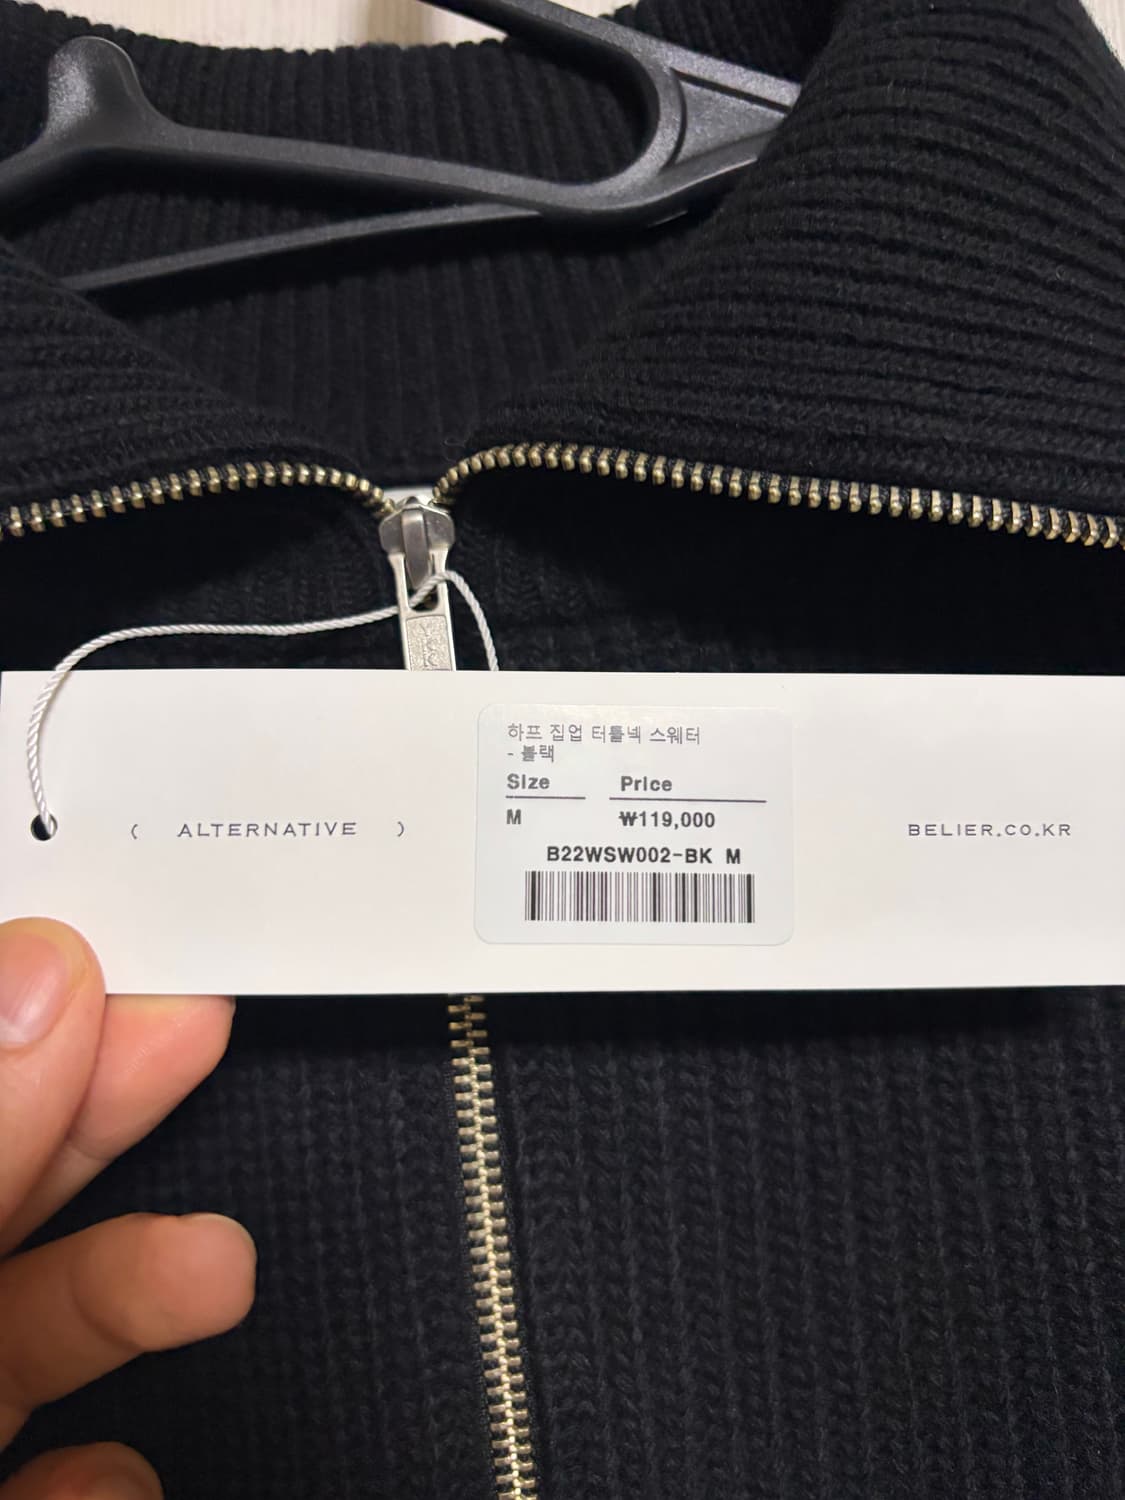 ( ALTERNATIVE )
하프 집업 터틀넥 스웨터
- 블랙
Size Price
M ₩119,000
B22WSW002-BK M
BELIER.CO.KR